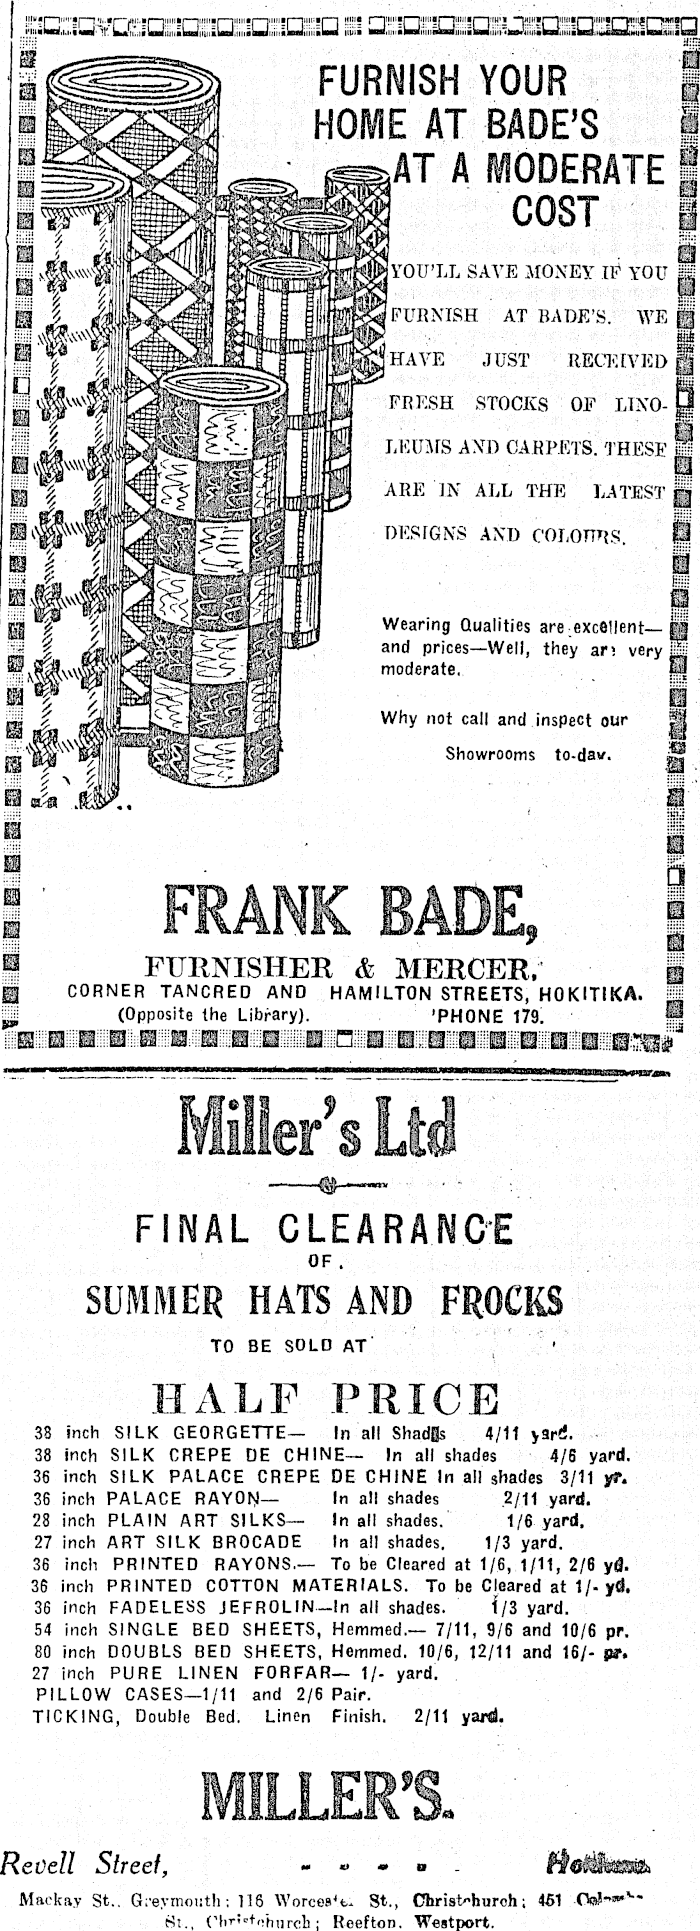 FURNISH YOUR
HOME AT BADE'S
AT A MODERATE
COST
YOU'LL SAVE MONEY IF YOU
FURNISH AT BADE'S. WE
HAVE JUST RECEIVED
FRESH STOCKS OF LINO-
LEUMS AND CARPETS. THESE
ARE IN ALL THE LATEST
DESIGNS AND COLOURS.
Wearing Qualities are excellent—
and prices—Well, they are very
moderate.
Why not call and inspect our
Showrooms to-day.
FRANK BADE,
FURNISHER & MERCER.
CORNER TANCRED AND HAMILTON STREETS, HOKITIKA.
(Opposite the Library). 'PHONE 179.
Miller's Ltd
FINAL CLEARANCE
OF
SUMMER HATS AND FROCKS
TO BE SOLD AT
HALF PRICE
38 inch SILK GEORGETTE— In all Shades 4/11 yard.
38 inch SILK CREPE DE CHINE— In all shades 4/6 yard.
36 inch SILK PALACE CREPE DE CHINE In all shades 3/11 yr.
36 inch PALACE RAYON— In all shades 2/11 yard.
28 inch PLAIN ART SILKS— In all shades. 1/6 yard.
27 inch ART SILK BROCADE In all shades. 1/3 yard.
36 inch PRINTED RAYONS.— To be Cleared at 1/6, 1/11, 2/6 yd.
36 inch PRINTED COTTON MATERIALS. To be Cleared at 1/- yd.
36 inch FADELESS JEFROLIN—In all shades. 1/3 yard.
54 inch SINGLE BED SHEETS, Hemmed.— 7/11, 9/6 and 10/6 pr.
80 inch DOUBLS BED SHEETS, Hemmed. 10/6, 12/11 and 16/- pr.
27 inch PURE LINEN FORFAR— 1/- yard.
PILLOW CASES—1/11 and 2/6 Pair.
TICKING, Double Bed. Linen Finish. 2/11 yard.
MILLER'S.
Revell Street, - - - -
Mackay St., Greymouth; 116 Worcester St., Christchurch; 451
St., Christchurch; Reefton. Westport.